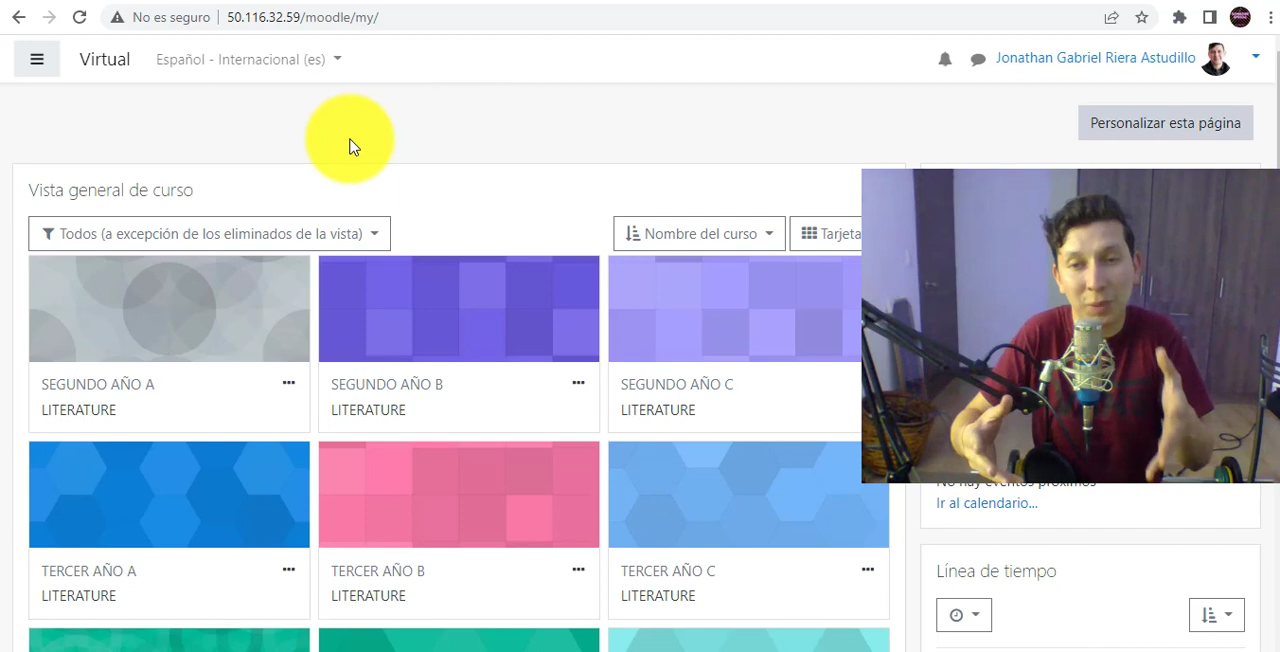 No es seguro
50.116.32.59/moodle/my/
Virtual
Español - Internacional (es)
Jonathan Gabriel Riera Astudillo
Personalizar esta página
Vista general de curso
Todos (a excepción de los eliminados de la vista)
Nombre del curso
Tarjeta
SEGUNDO AÑO A
LITERATURE
SEGUNDO AÑO B
LITERATURE
SEGUNDO AÑO C
LITERATURE
No hay eventos próximos
Ir al calendario...
TERCER AÑO A
LITERATURE
TERCER AÑO B
LITERATURE
TERCER AÑO C
LITERATURE
Línea de tiempo